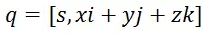 q = [s, xi + yj + zk]